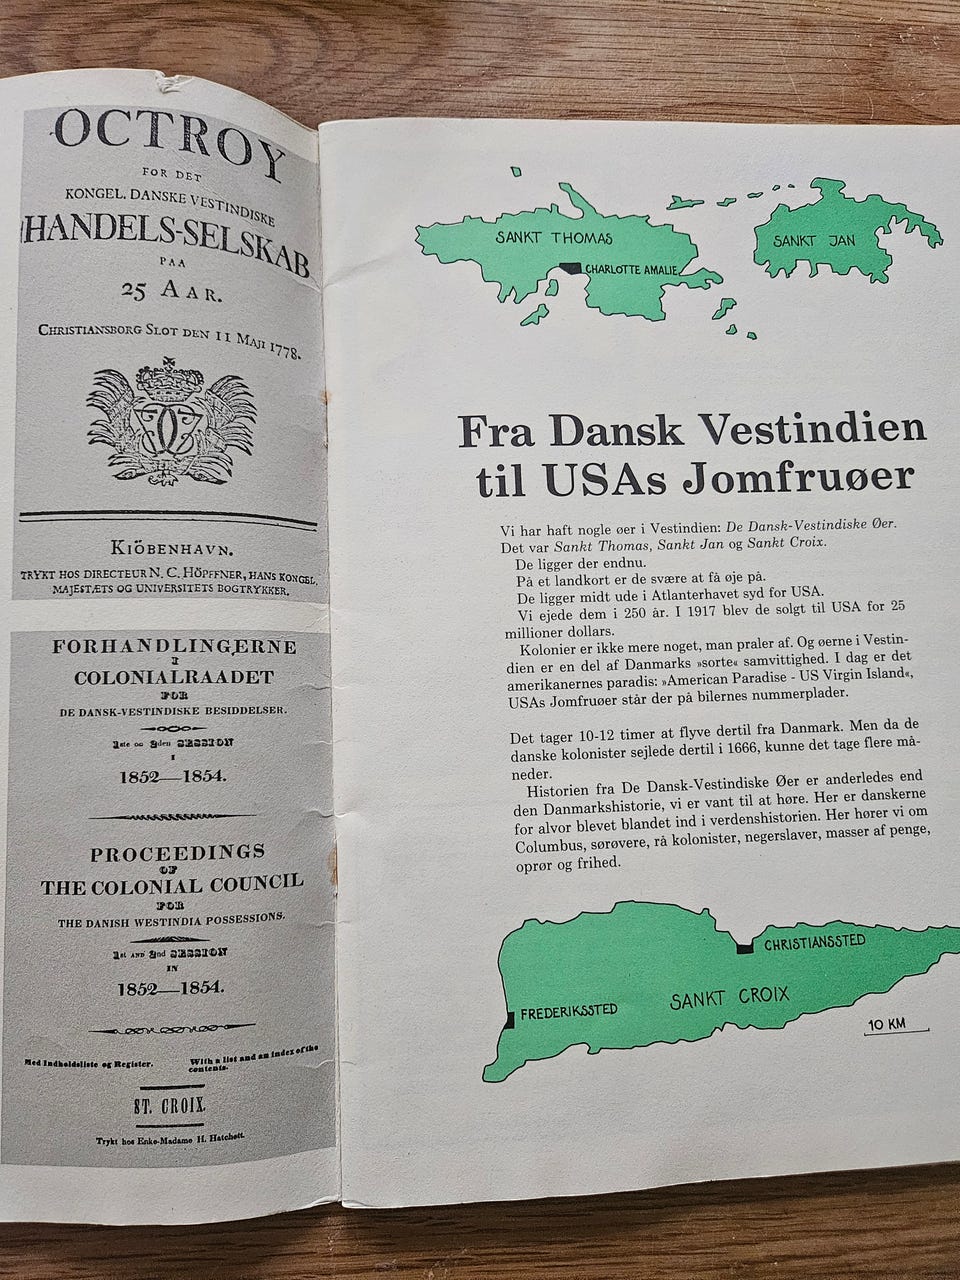 OCTROY
FOR DET
KONGEL. DANSKE VESTINDISKE
HANDELS-SELSKAB
PAA
25 AAR.
CHRISTIANSBORG SLOT DEN 11 MAJI 1778.
KIÖBENHAVN.
TRYKT HOS DIRECTEUR N. C. HÖPFFNER, HANS KONGEL.
MAJESTÆTS OG UNIVERSITETS BOGTRYKKER.
FORHANDLINGERNE
I
COLONIALRAADET
FOR
DE DANSK-VESTINDISKE BESIDDELSER.
1ste og 2den SESSION
I
1852—1854.
PROCEEDINGS
OF
THE COLONIAL COUNCIL
FOR
THE DANISH WESTINDIA POSSESSIONS.
1st AND 2nd SESSION
IN
1852—1854.
Med Indholdsliste og Register.
With a list and an index of the
contents.
ST. CROIX.
Trykt hos Enke-Madame H. Hatchett.
SANKT THOMAS
CHARLOTTE AMALIE
SANKT JAN
Fra Dansk Vestindien
til USAs Jomfruøer
Vi har haft nogle øer i Vestindien: De Dansk-Vestindiske Øer.
Det var Sankt Thomas, Sankt Jan og Sankt Croix.
De ligger der endnu.
På et landkort er de svære at få øje på.
De ligger midt ude i Atlanterhavet syd for USA.
Vi ejede dem i 250 år. I 1917 blev de solgt til USA for 25
millioner dollars.
Kolonier er ikke mere noget, man praler af. Og øerne i Vestin-
dien er en del af Danmarks »sorte« samvittighed. I dag er det
amerikanernes paradis: »American Paradise - US Virgin Island«,
USAs Jomfruøer står der på bilernes nummerplader.
Det tager 10-12 timer at flyve dertil fra Danmark. Men da de
danske kolonister sejlede dertil i 1666, kunne det tage flere må-
neder.
Historien fra De Dansk-Vestindiske Øer er anderledes end
den Danmarkshistorie, vi er vant til at høre. Her er danskerne
for alvor blevet blandet ind i verdenshistorien. Her hører vi om
Columbus, sørøvere, rå kolonister, negerslaver, masser af penge,
oprør og frihed.
CHRISTIANSSTED
FREDERIKSSTED
SANKT CROIX
10 KM